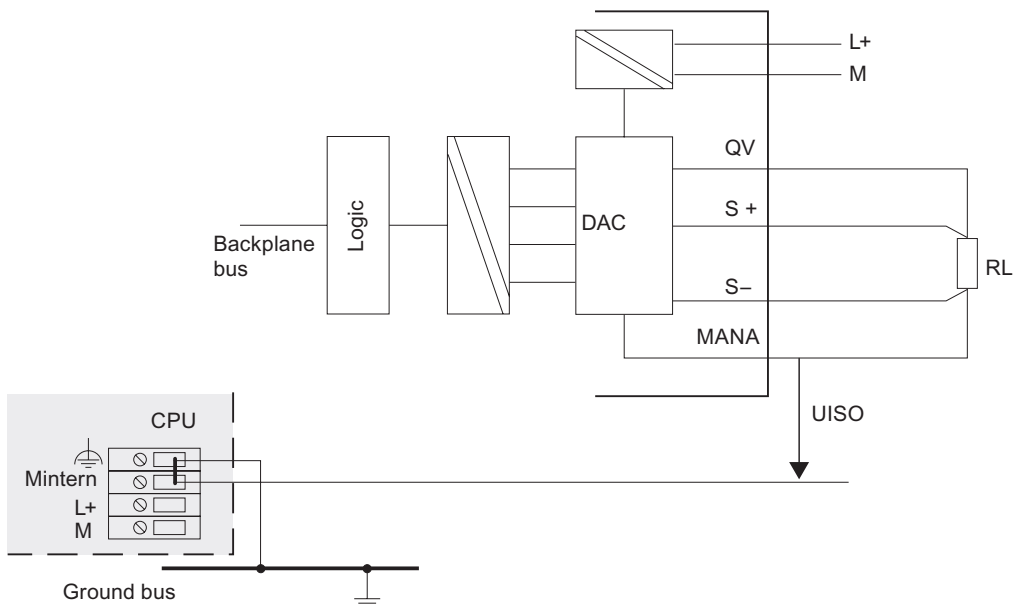 L+
M
QV
S +
Logic
DAC
Backplane
bus
RL
S–
MANA
UISO
CPU
Mintern
L+
M
Ground bus